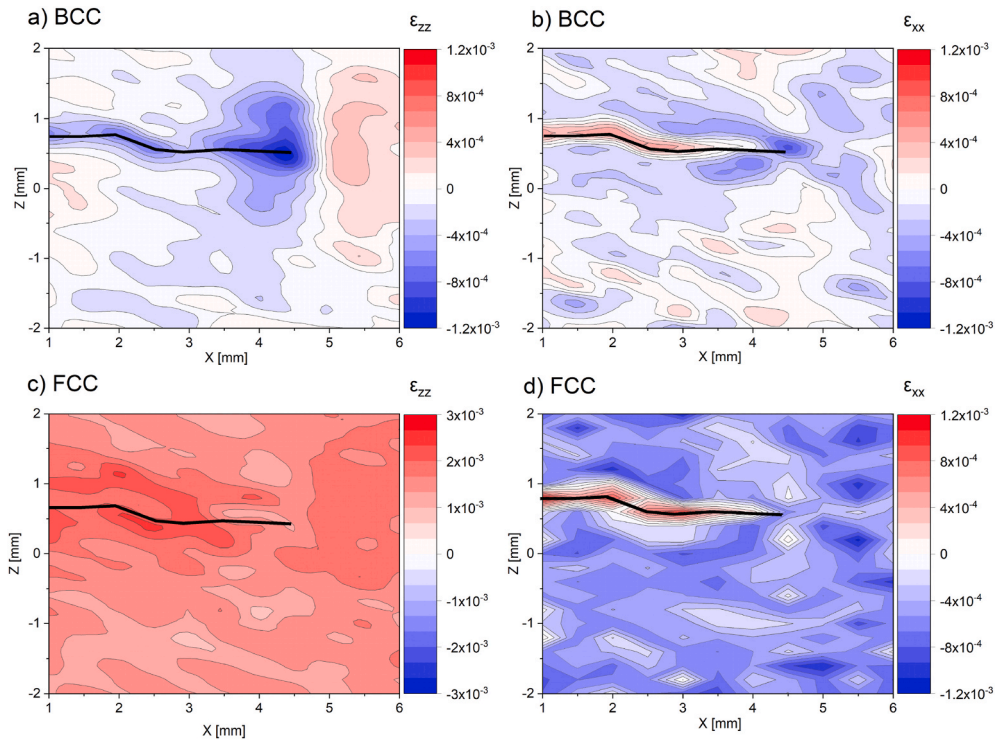 a) BCC
ε_zz
2
1
0
-1
-2
Z [mm]
1 2 3 4 5 6
X [mm]
1.2x10⁻³
8x10⁻⁴
4x10⁻⁴
0
-4x10⁻⁴
-8x10⁻⁴
-1.2x10⁻³
b) BCC
ε_xx
2
1
0
-1
-2
Z [mm]
1 2 3 4 5 6
X [mm]
1.2x10⁻³
8x10⁻⁴
4x10⁻⁴
0
-4x10⁻⁴
-8x10⁻⁴
-1.2x10⁻³
c) FCC
ε_zz
2
1
0
-1
-2
Z [mm]
1 2 3 4 5 6
X [mm]
3x10⁻³
2x10⁻³
1x10⁻³
0
-1x10⁻³
-2x10⁻³
-3x10⁻³
d) FCC
ε_xx
2
1
0
-1
-2
Z [mm]
1 2 3 4 5 6
X [mm]
1.2x10⁻³
8x10⁻⁴
4x10⁻⁴
0
-4x10⁻⁴
-8x10⁻⁴
-1.2x10⁻³